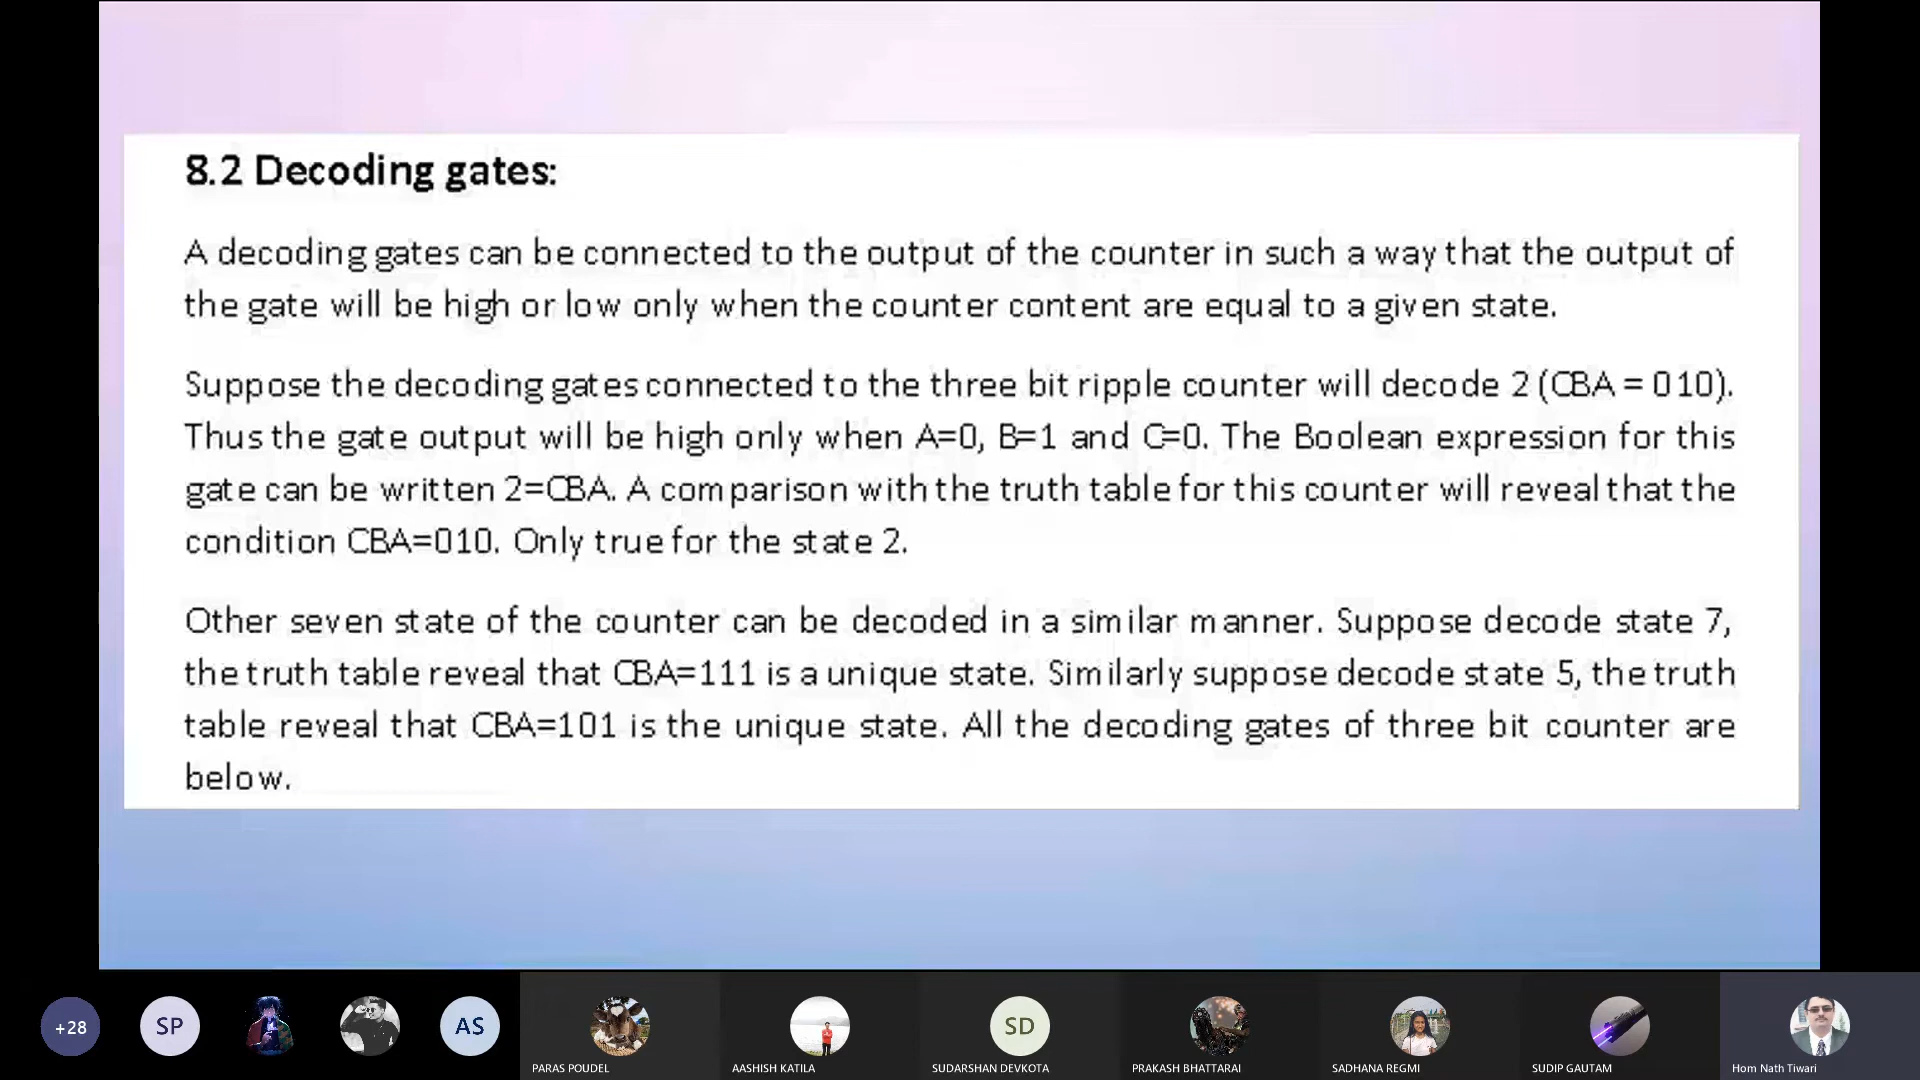 8.2 Decoding gates:
A decoding gates can be connected to the output of the counter in such a way that the output of
the gate will be high or low only when the counter content are equal to a given state.
Suppose the decoding gates connected to the three bit ripple counter will decode 2 (CBA = 010).
Thus the gate output will be high only when A=0, B=1 and C=0. The Boolean expression for this
gate can be written 2=CBA. A comparison with the truth table for this counter will reveal that the
condition CBA=010. Only true for the state 2.
Other seven state of the counter can be decoded in a similar manner. Suppose decode state 7,
the truth table reveal that CBA=111 is a unique state. Similarly suppose decode state 5, the truth
table reveal that CBA=101 is the unique state. All the decoding gates of three bit counter are
below.
+28 SP AS SD
PARAS POUDEL AASHISH KATILA SUDARSHAN DEVKOTA PRAKASH BHATTARAI SADHANA REGMI SUDIP GAUTAM Hom Nath Tiwari